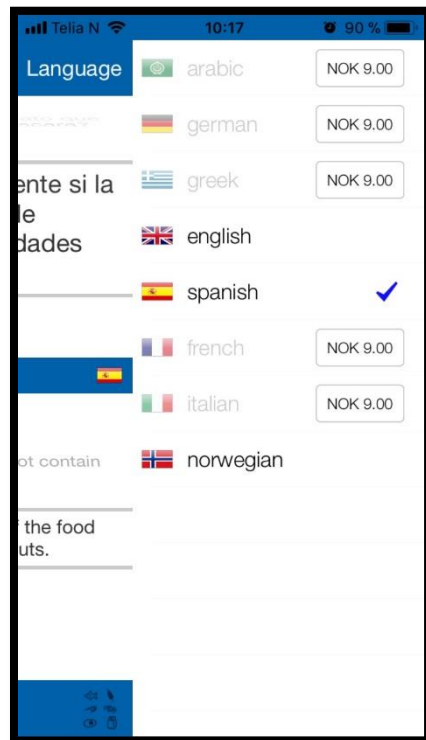 Telia N 10:17 90 %
Language
arabic NOK 9.00
german NOK 9.00
ente si la
greek NOK 9.00
de
dades
english
spanish
french NOK 9.00
italian NOK 9.00
ot contain
norwegian
the food
uts.